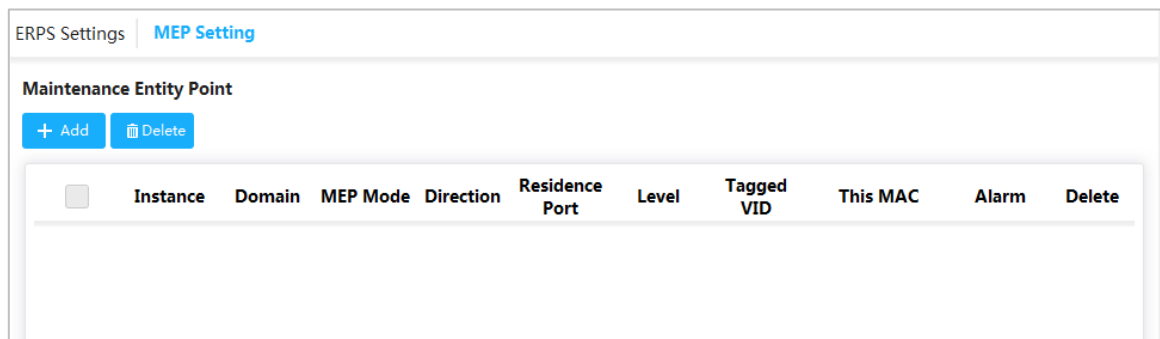 ERPS Settings MEP Setting
Maintenance Entity Point
+ Add Delete
Instance Domain MEP Mode Direction Residence Port Level Tagged VID This MAC Alarm Delete